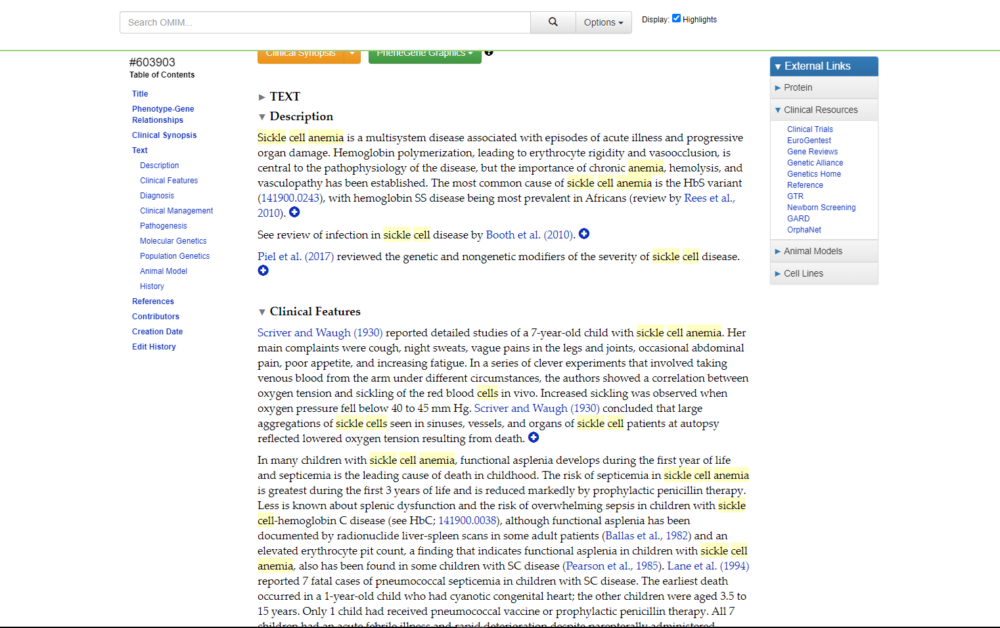 Search OMIM...
Options
Display: Highlights
Clinical Synopsis
PheneGene Graphics
#603903
Table of Contents
Title
Phenotype-Gene
Relationships
Clinical Synopsis
Text
Description
Clinical Features
Diagnosis
Clinical Management
Pathogenesis
Molecular Genetics
Population Genetics
Animal Model
History
References
Contributors
Creation Date
Edit History
TEXT
Description
Sickle cell anemia is a multisystem disease associated with episodes of acute illness and progressive
organ damage. Hemoglobin polymerization, leading to erythrocyte rigidity and vasoocclusion, is
central to the pathophysiology of the disease, but the importance of chronic anemia, hemolysis, and
vasculopathy has been established. The most common cause of sickle cell anemia is the HbS variant
(141900.0243), with hemoglobin SS disease being most prevalent in Africans (review by Rees et al.,
2010).
See review of infection in sickle cell disease by Booth et al. (2010).
Piel et al. (2017) reviewed the genetic and nongenetic modifiers of the severity of sickle cell disease.
Clinical Features
Scriver and Waugh (1930) reported detailed studies of a 7-year-old child with sickle cell anemia. Her
main complaints were cough, night sweats, vague pains in the legs and joints, occasional abdominal
pain, poor appetite, and increasing fatigue. In a series of clever experiments that involved taking
venous blood from the arm under different circumstances, the authors showed a correlation between
oxygen tension and sickling of the red blood cells in vivo. Increased sickling was observed when
oxygen pressure fell below 40 to 45 mm Hg. Scriver and Waugh (1930) concluded that large
aggregations of sickle cells seen in sinuses, vessels, and organs of sickle cell patients at autopsy
reflected lowered oxygen tension resulting from death.
In many children with sickle cell anemia, functional asplenia develops during the first year of life
and septicemia is the leading cause of death in childhood. The risk of septicemia in sickle cell anemia
is greatest during the first 3 years of life and is reduced markedly by prophylactic penicillin therapy.
Less is known about splenic dysfunction and the risk of overwhelming sepsis in children with sickle
cell-hemoglobin C disease (see HbC; 141900.0038), although functional asplenia has been
documented by radionuclide liver-spleen scans in some adult patients (Ballas et al., 1982) and an
elevated erythrocyte pit count, a finding that indicates functional asplenia in children with sickle cell
anemia, also has been found in some children with SC disease (Pearson et al., 1985). Lane et al. (1994)
reported 7 fatal cases of pneumococcal septicemia in children with SC disease. The earliest death
occurred in a 1-year-old child who had cyanotic congenital heart; the other children were aged 3.5 to
15 years. Only 1 child had received pneumococcal vaccine or prophylactic penicillin therapy. All 7
children had an acute febrile illness and rapid deterioration despite parenterally administered
External Links
Protein
Clinical Resources
Clinical Trials
EuroGentest
Gene Reviews
Genetic Alliance
Genetics Home
Reference
GTR
Newborn Screening
GARD
OrphaNet
Animal Models
Cell Lines